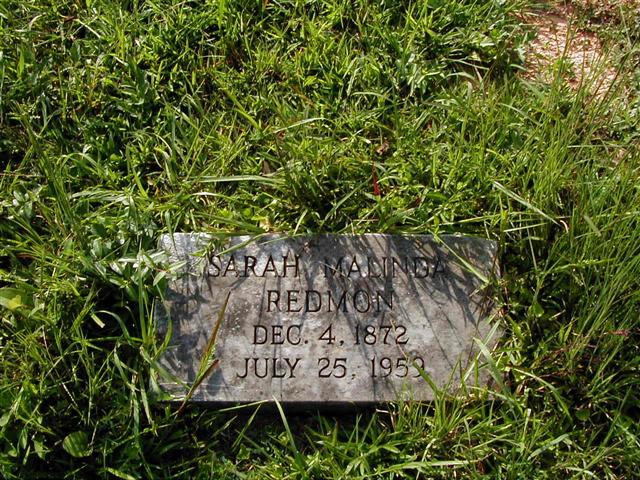 SARAH MALINDA
REDMON
DEC. 4, 1872
JULY 25, 1959